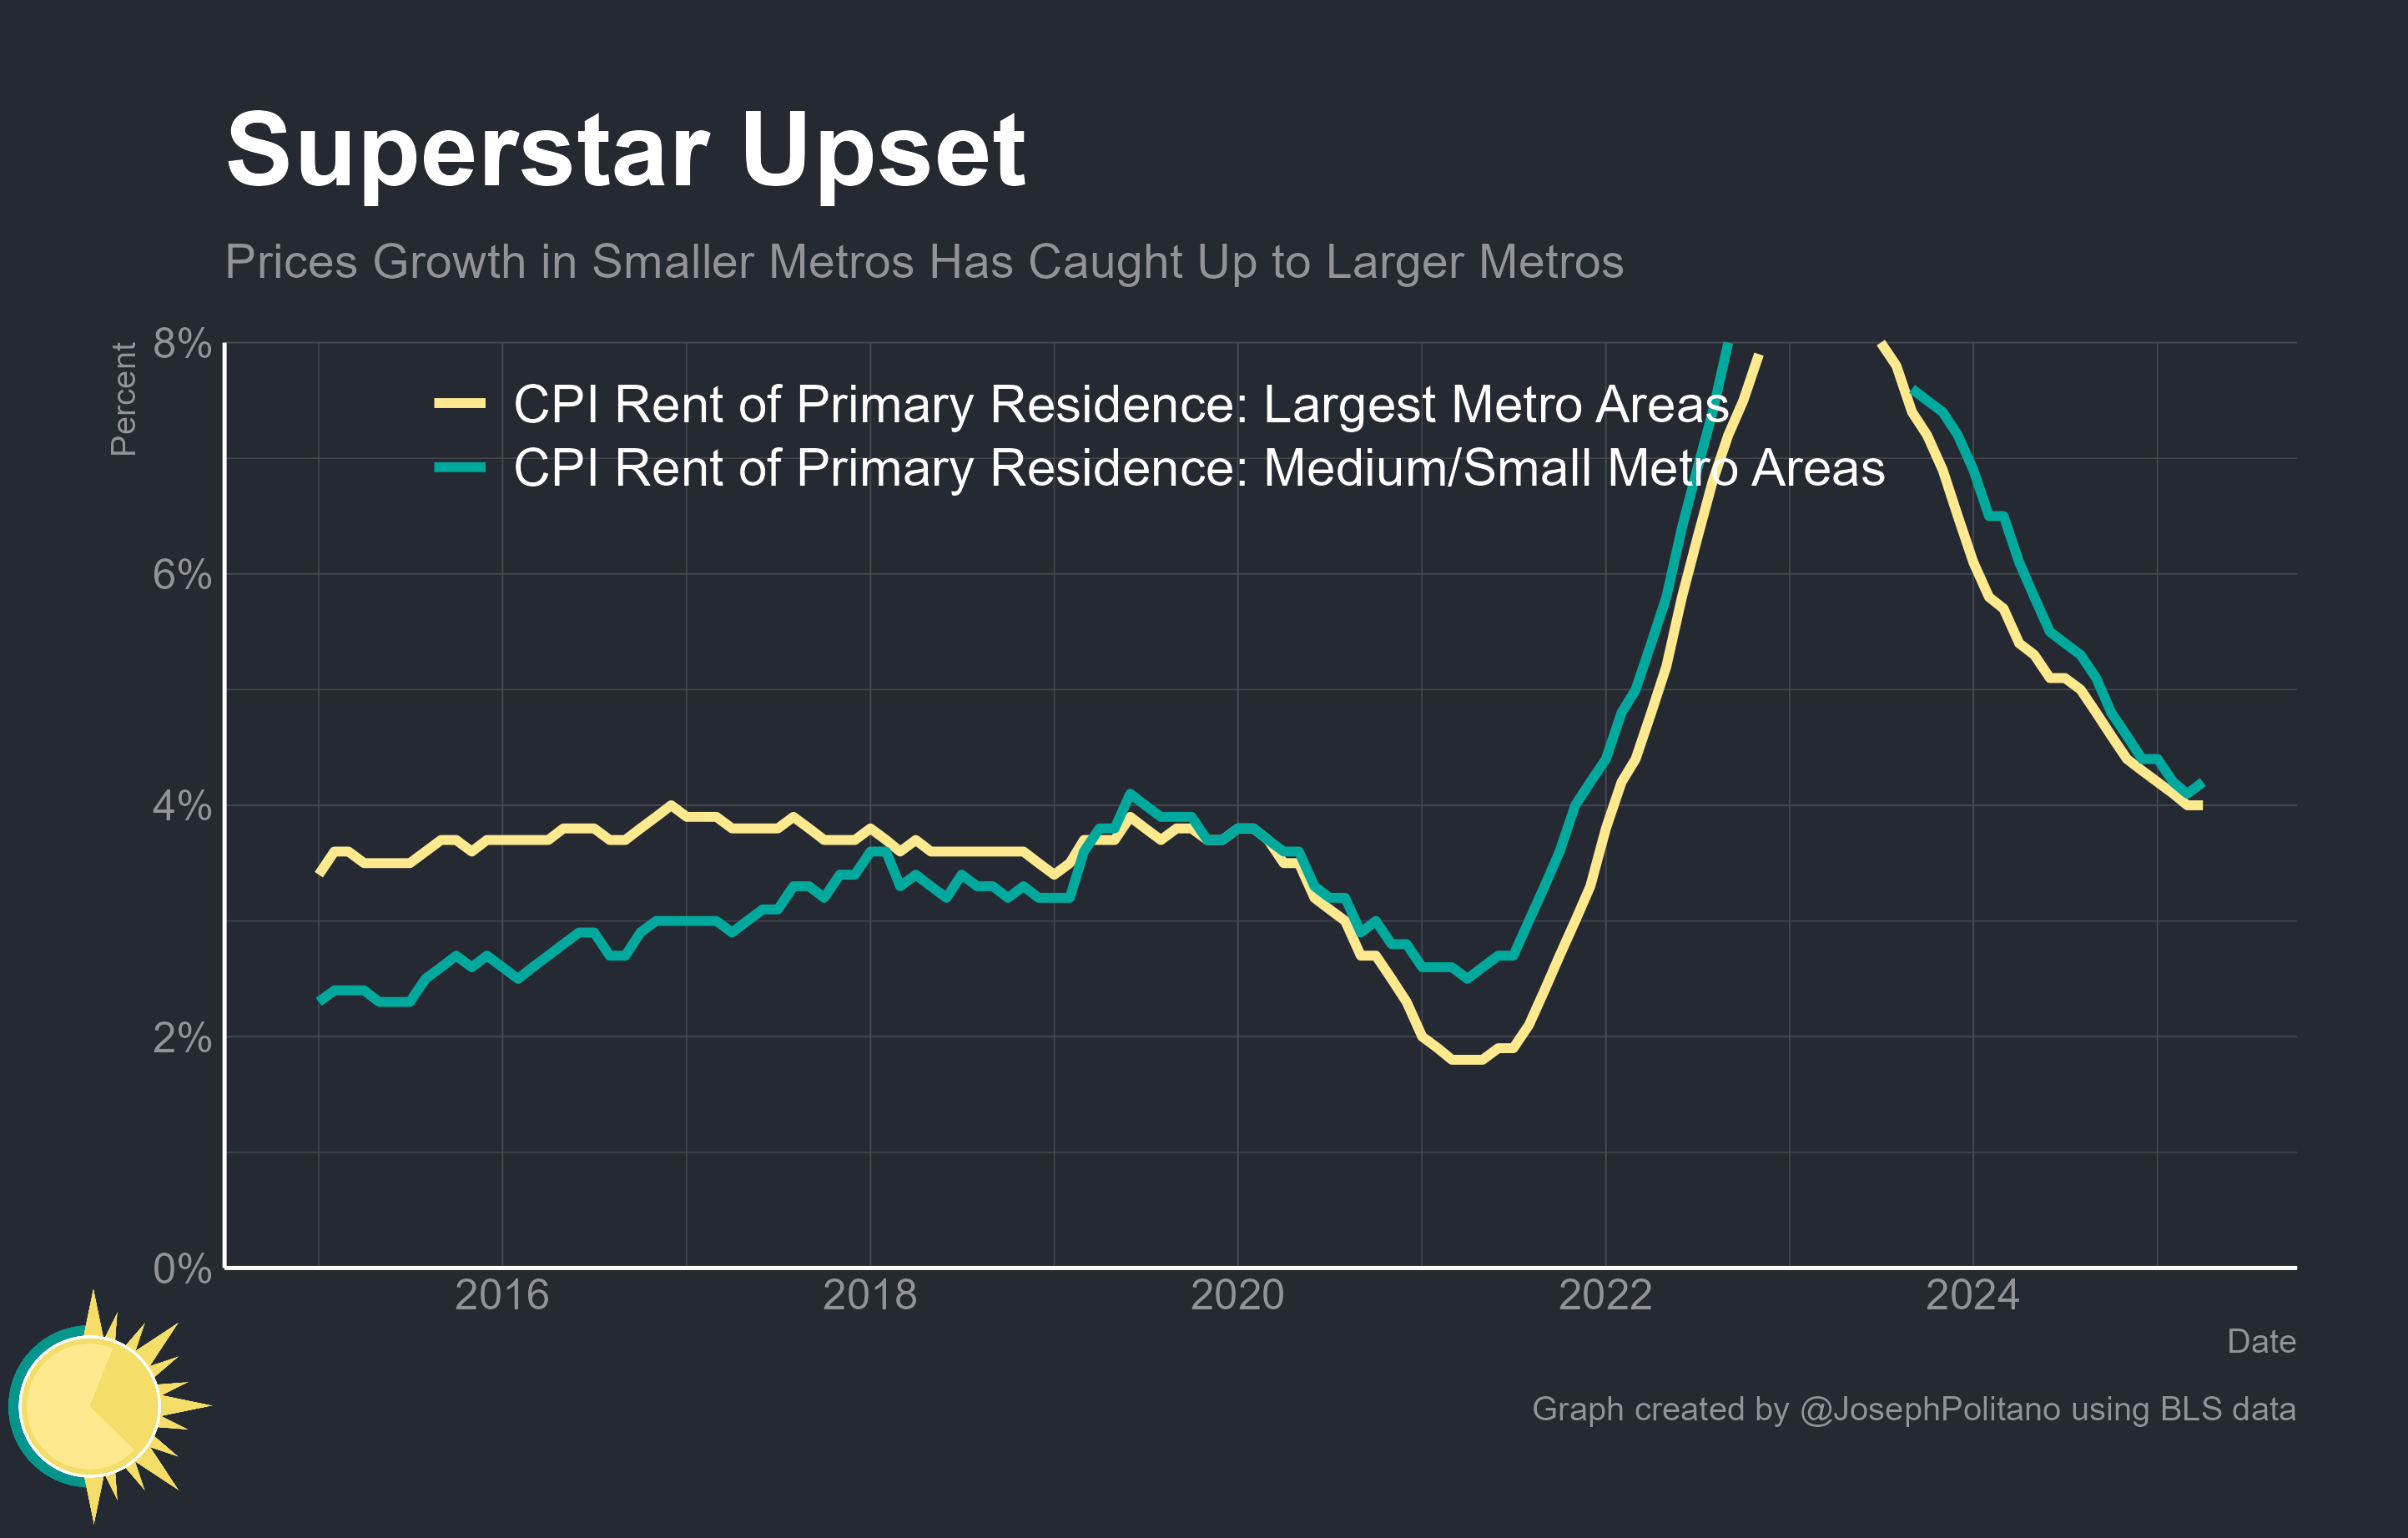 Superstar Upset
Prices Growth in Smaller Metros Has Caught Up to Larger Metros
Percent
8%
6%
4%
2%
0%
CPI Rent of Primary Residence: Largest Metro Areas
CPI Rent of Primary Residence: Medium/Small Metro Areas
2016 2018 2020 2022 2024
Date
Graph created by @JosephPolitano using BLS data